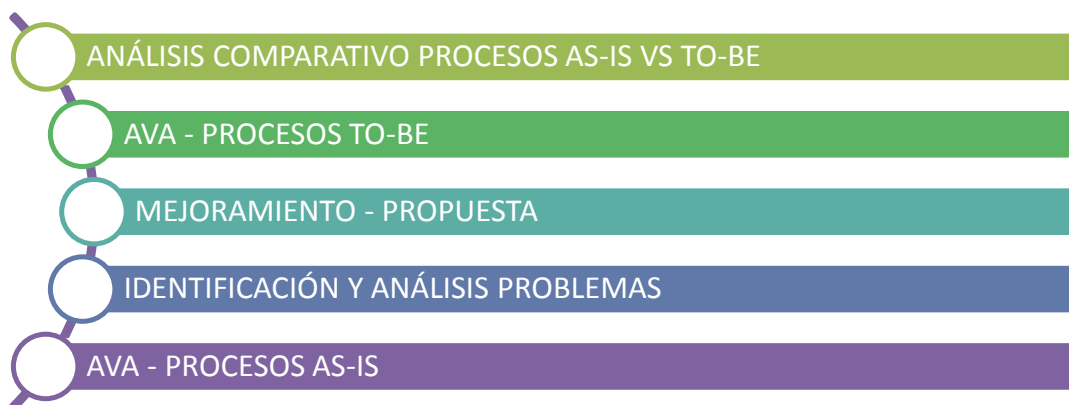 ANÁLISIS COMPARATIVO PROCESOS AS-IS VS TO-BE
AVA - PROCESOS TO-BE
MEJORAMIENTO - PROPUESTA
IDENTIFICACIÓN Y ANÁLISIS PROBLEMAS
AVA - PROCESOS AS-IS